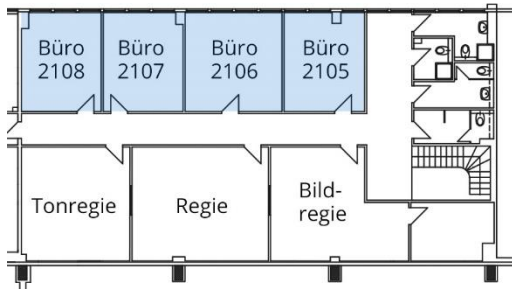 Büro
2108
Büro
2107
Büro
2106
Büro
2105
Tonregie
Regie
Bild-
regie